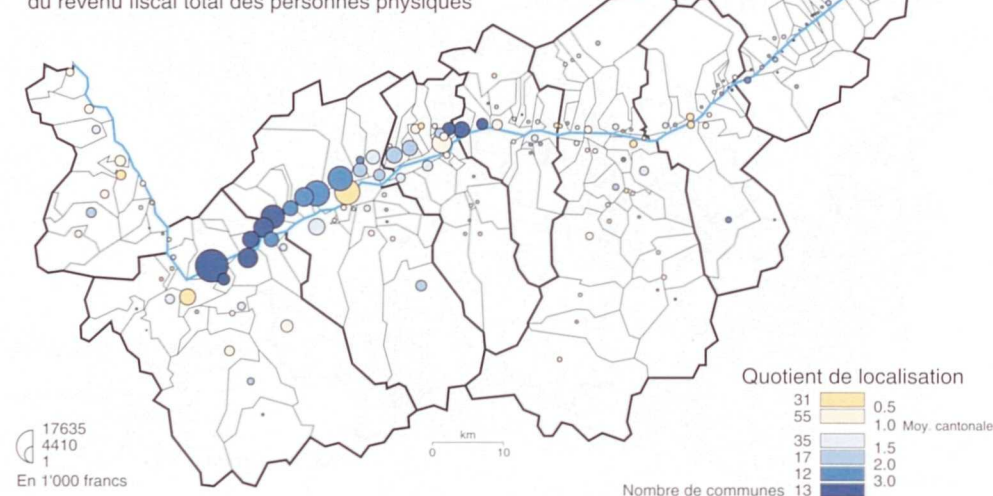 du revenu fiscal total des personnes physiques
Quotient de localisation
31
0.5
55
1.0 Moy. cantonale
35
1.5
17
2.0
12
3.0
Nombre de communes 13
17635
4410
1
En 1'000 francs
km
0 10